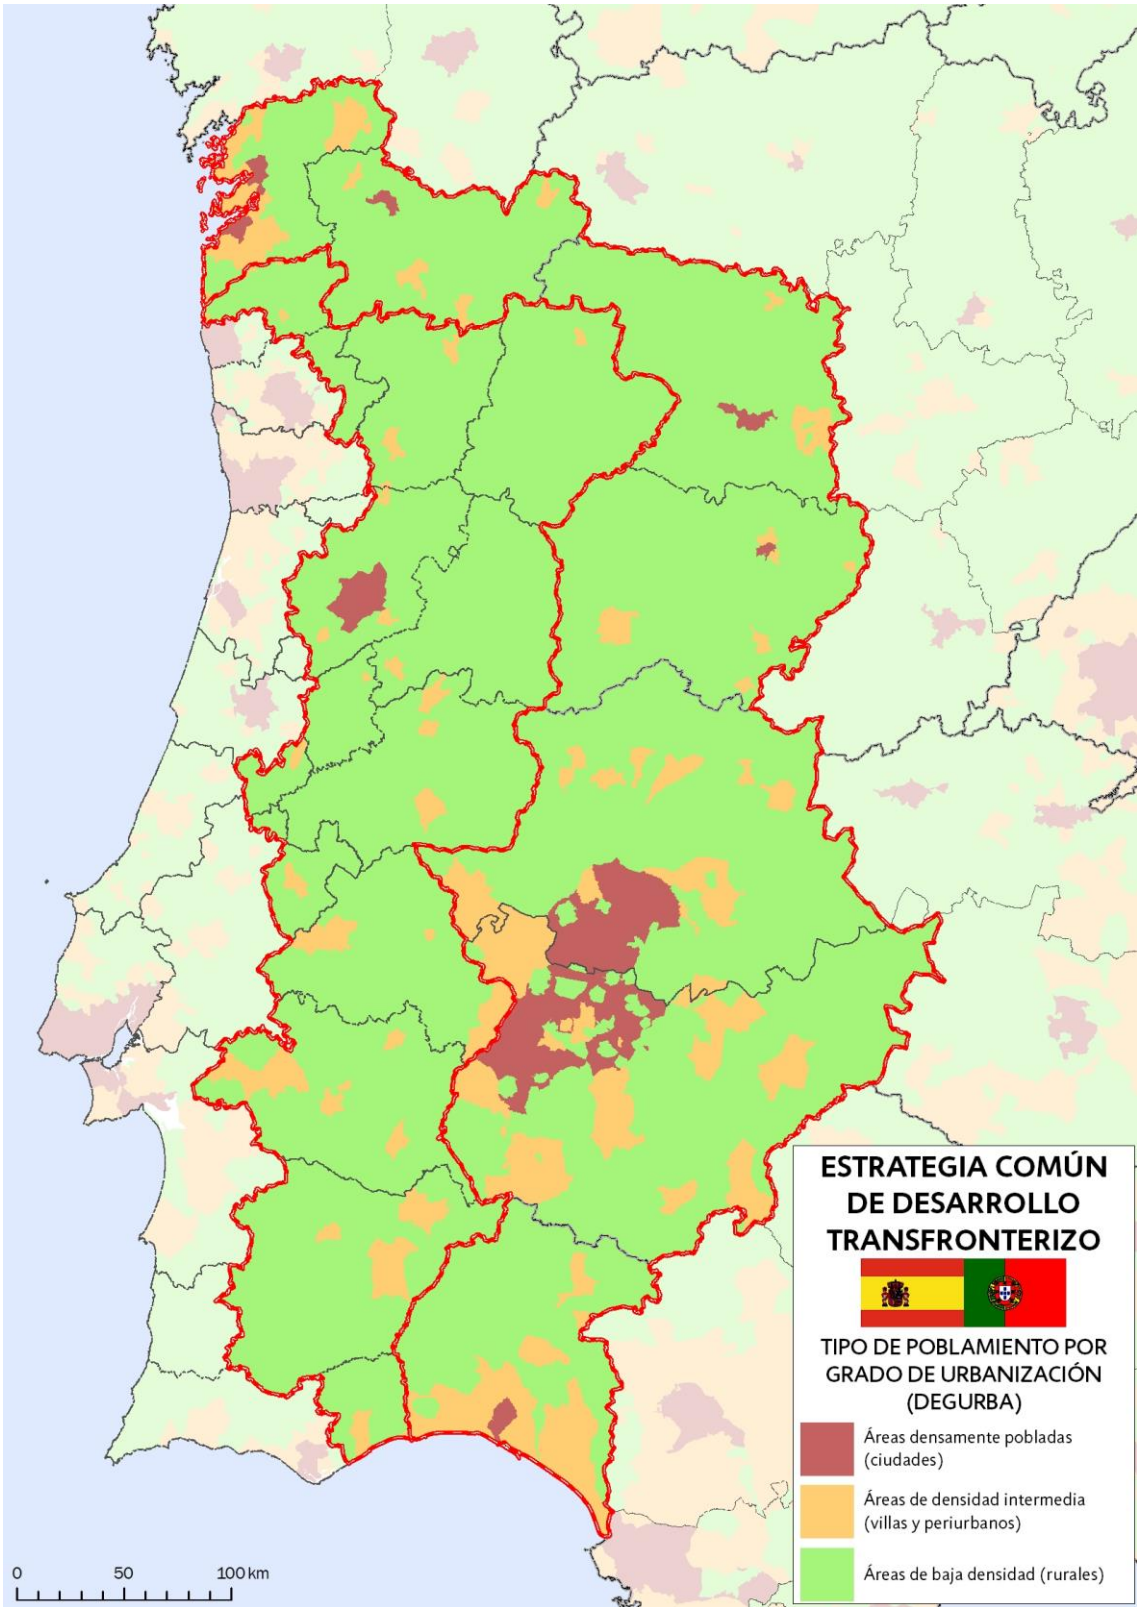 ESTRATEGIA COMÚN
DE DESARROLLO
TRANSFRONTERIZO
TIPO DE POBLAMIENTO POR
GRADO DE URBANIZACIÓN
(DEGURBA)
Áreas densamente pobladas
(ciudades)
Áreas de densidad intermedia
(villas y periurbanos)
Áreas de baja densidad (rurales)
0 50 100 km